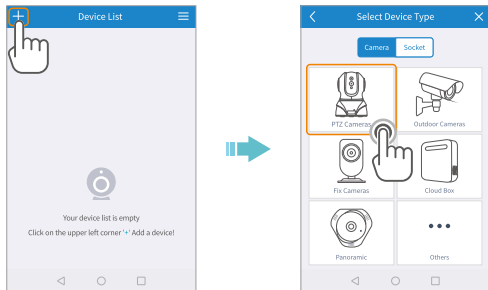 Device List
Your device list is empty
Click on the upper left corner '+' Add a device!
Select Device Type
Camera
Socket
PTZ Cameras
Outdoor Cameras
Fix Cameras
Cloud Box
Panoramic
Others